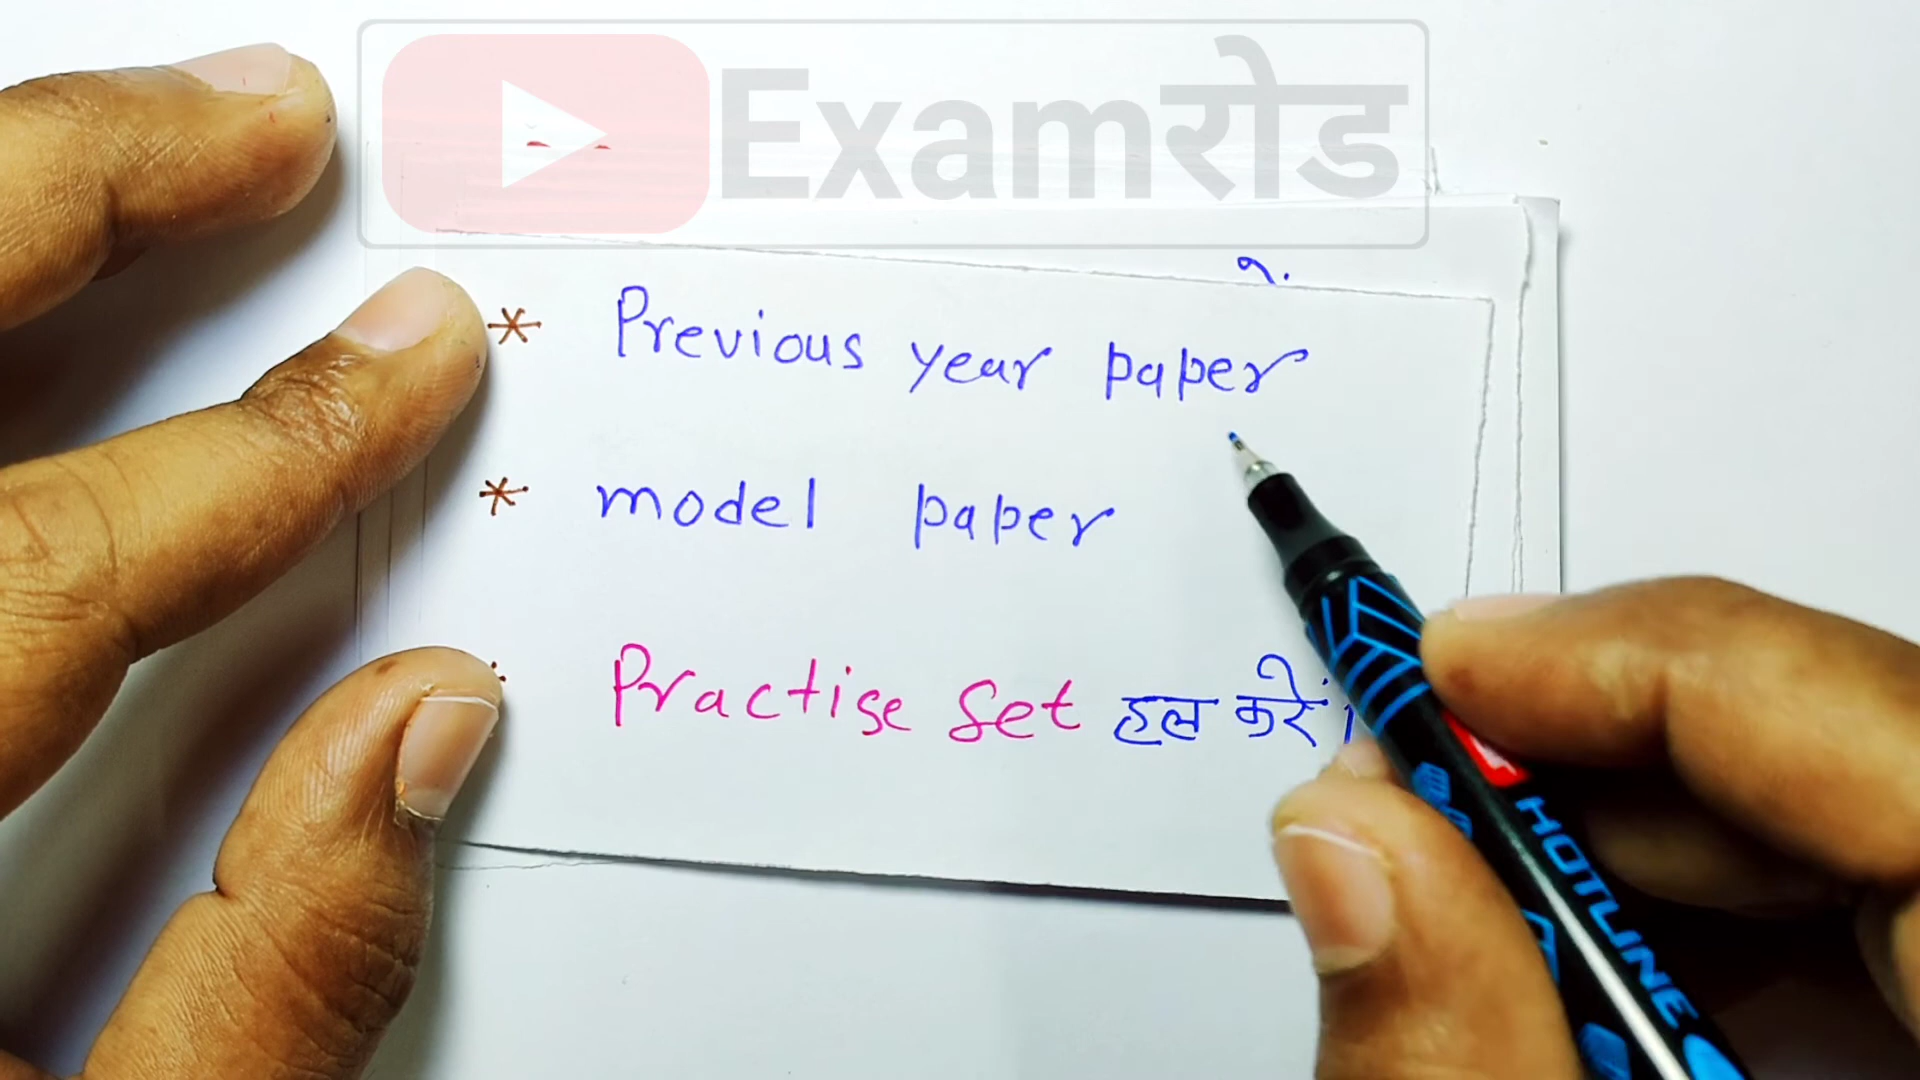 Examरोड
* Previous year paper
* model paper
* Practise Set हल करें।
HOTLINE